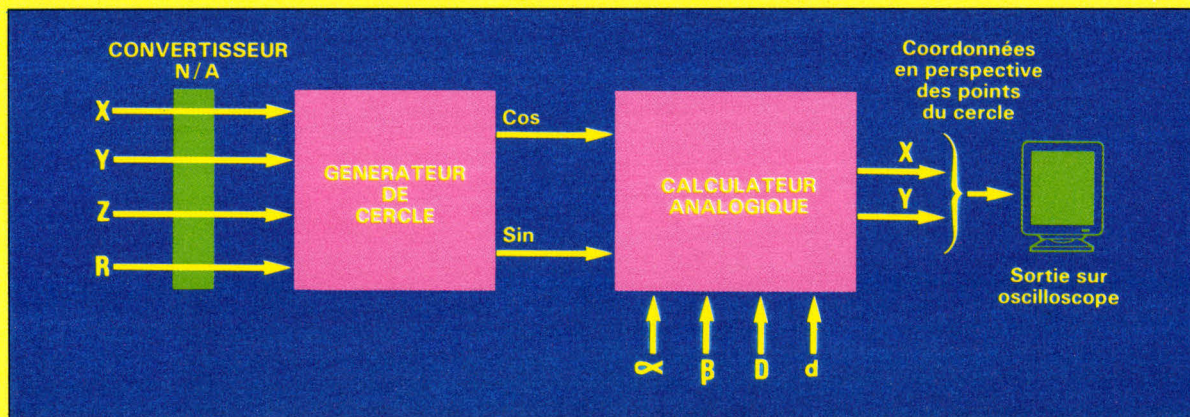 CONVERTISSEUR
N/A
X
Y
Z
R
GENERATEUR
DE
CERCLE
Cos
Sin
CALCULATEUR
ANALOGIQUE
α
β
D
d
X
Y
Coordonnées
en perspective
des points
du cercle
Sortie sur
oscilloscope